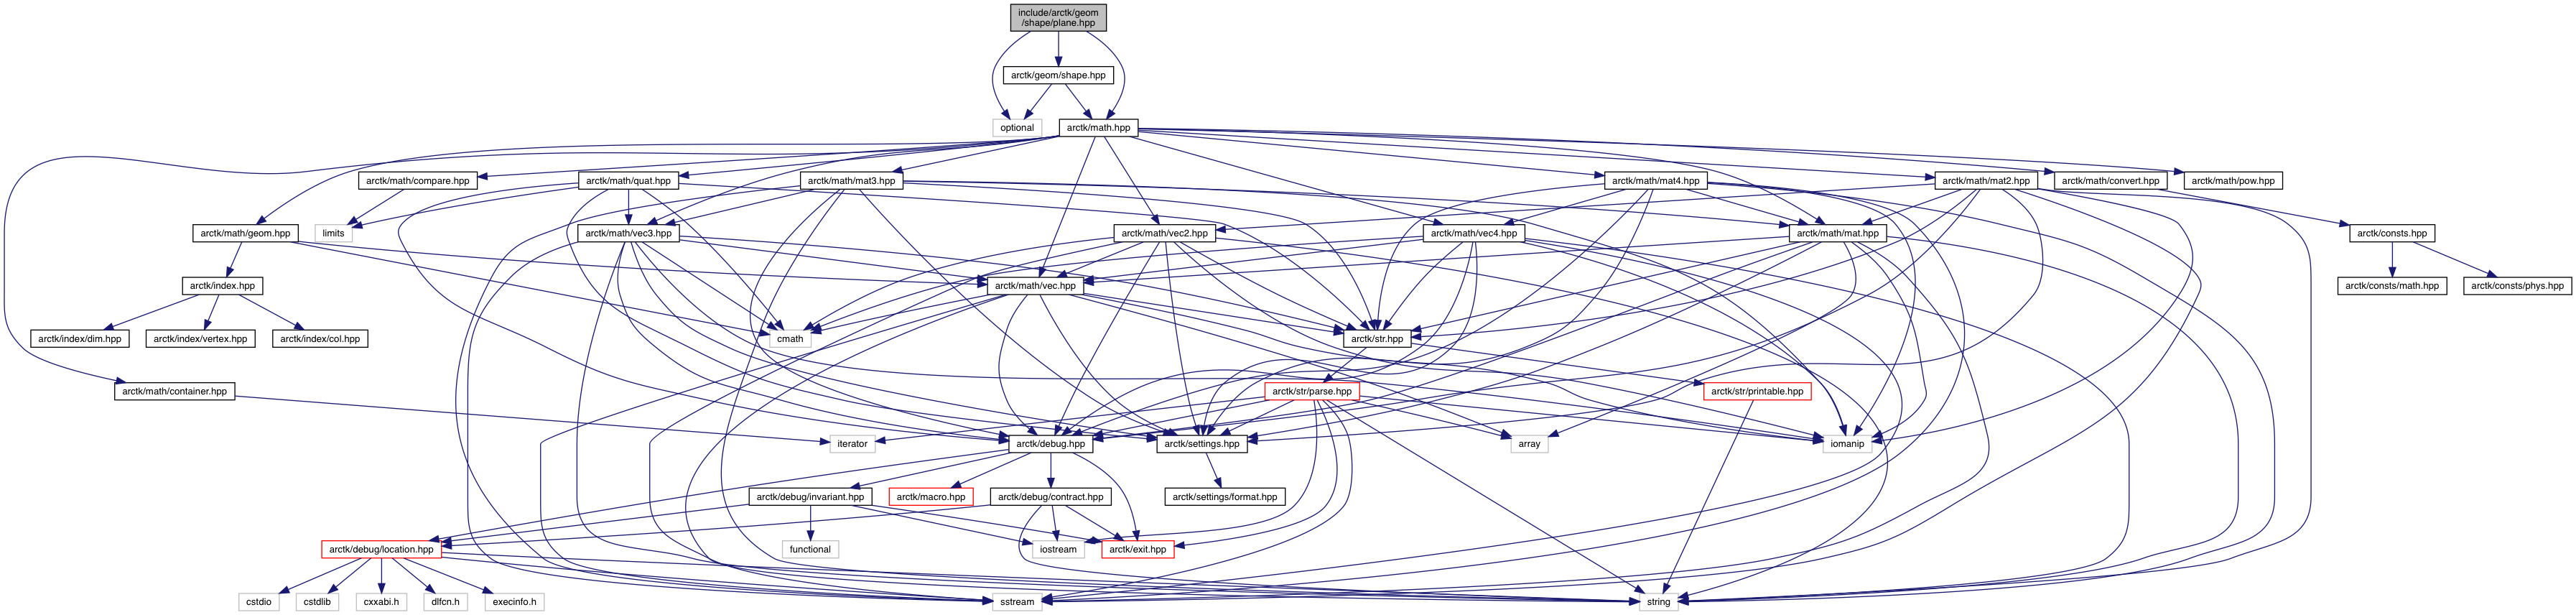 include/arctk/geom
/shape/plane.hpp
arctk/geom/shape.hpp
optional
arctk/math.hpp
arctk/math/compare.hpp
arctk/math/quat.hpp
arctk/math/mat3.hpp
arctk/math/mat4.hpp
arctk/math/mat2.hpp
arctk/math/convert.hpp
arctk/math/pow.hpp
arctk/math/geom.hpp
limits
arctk/math/vec3.hpp
arctk/math/vec2.hpp
arctk/math/vec4.hpp
arctk/math/mat.hpp
arctk/consts.hpp
arctk/index.hpp
arctk/math/vec.hpp
arctk/consts/math.hpp
arctk/consts/phys.hpp
arctk/index/dim.hpp
arctk/index/vertex.hpp
arctk/index/col.hpp
cmath
arctk/str.hpp
arctk/math/container.hpp
arctk/str/parse.hpp
arctk/str/printable.hpp
iterator
arctk/debug.hpp
arctk/settings.hpp
array
iomanip
arctk/debug/invariant.hpp
arctk/macro.hpp
arctk/debug/contract.hpp
arctk/settings/format.hpp
arctk/debug/location.hpp
functional
iostream
arctk/exit.hpp
cstdio
cstdlib
cxxabi.h
dlfcn.h
execinfo.h
sstream
string